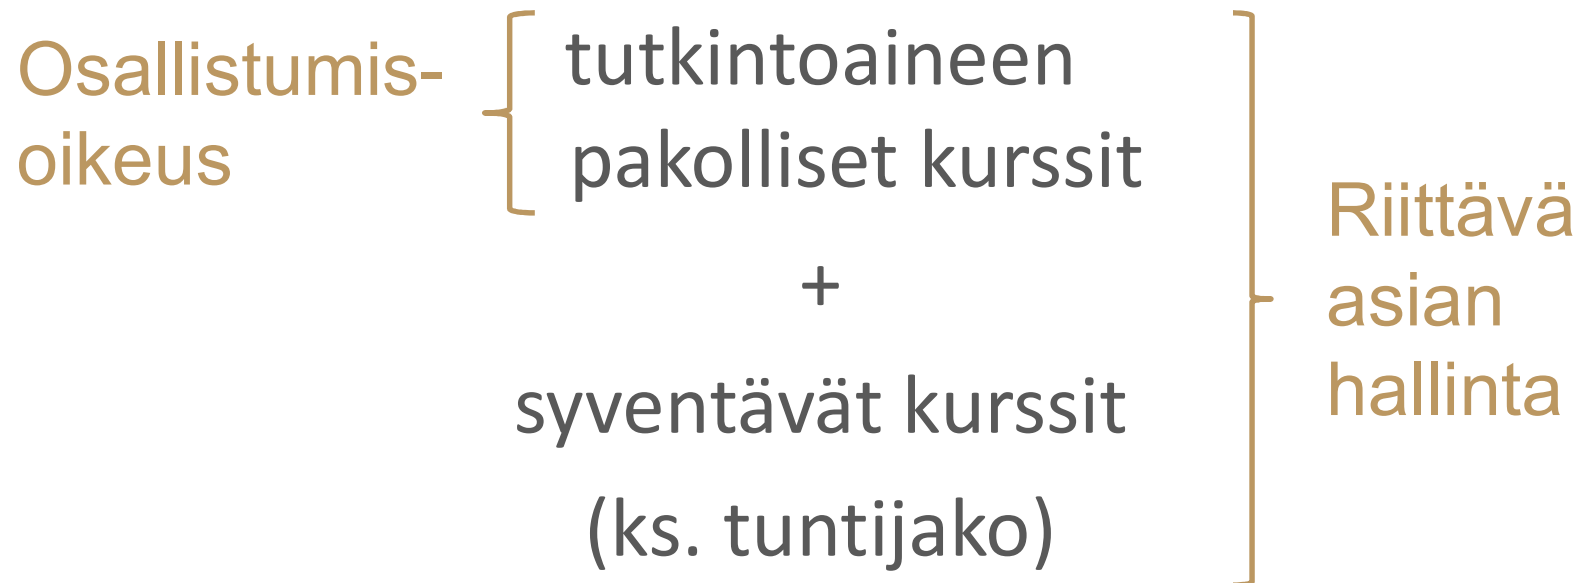 Osallistumis-
oikeus
tutkintoaineen
pakolliset kurssit
+
syventävät kurssit
(ks. tuntijako)
Riittävä
asian
hallinta